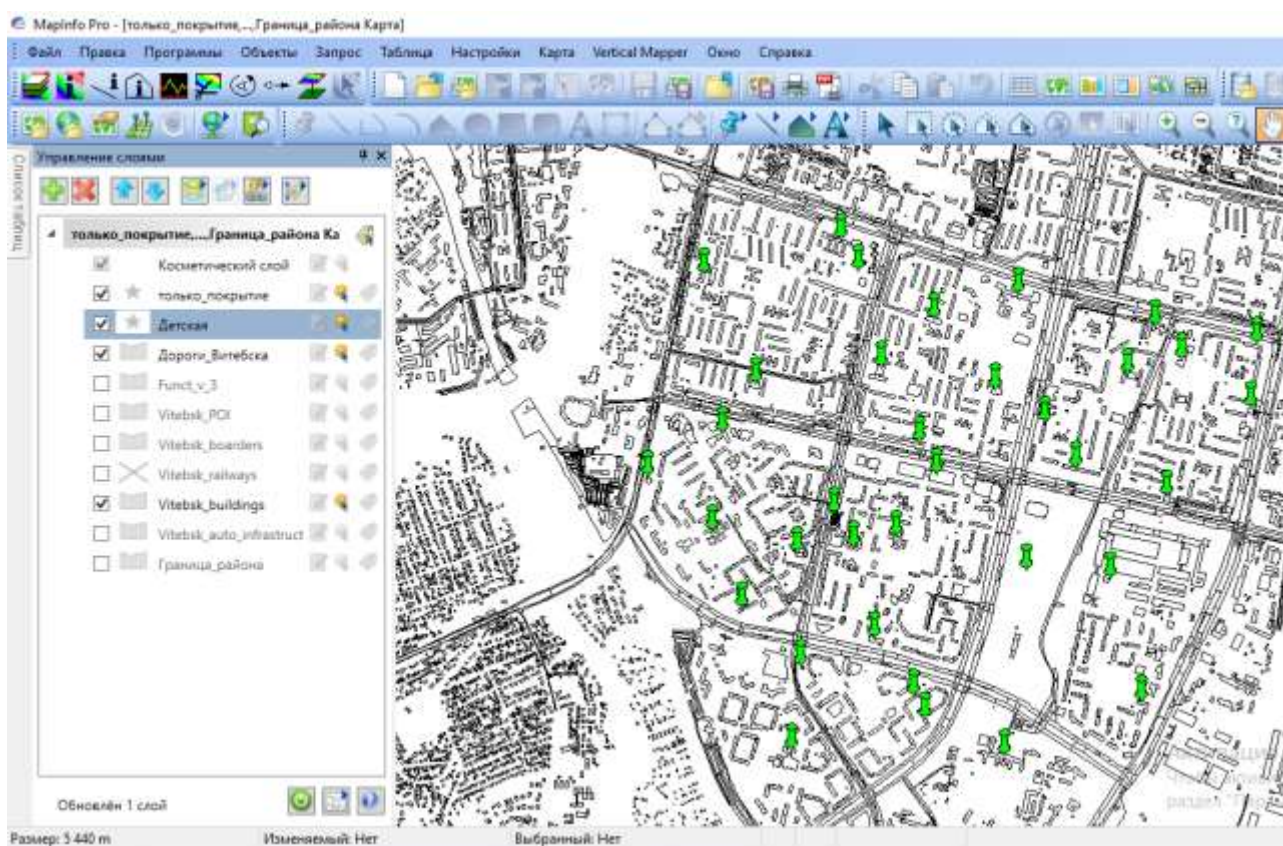 MapInfo Pro - [только_покрытие,...,Граница_района Карта]
Файл Правка Программы Объекты Запрос Таблица Настройки Карта Vertical Mapper Окно Справка
Список таблиц
Управление слоями
только_покрытие,...,Граница_района Ка
Косметический слой
только_покрытие
Детская
Дороги_Витебска
Funct_v_3
Vitebsk_POI
Vitebsk_boarders
Vitebsk_railways
Vitebsk_buildings
Vitebsk_auto_infrastruct
Граница_района
Обновлён 1 слой
Размер: 5 440 m Изменяемый: Нет Выбранный: Нет